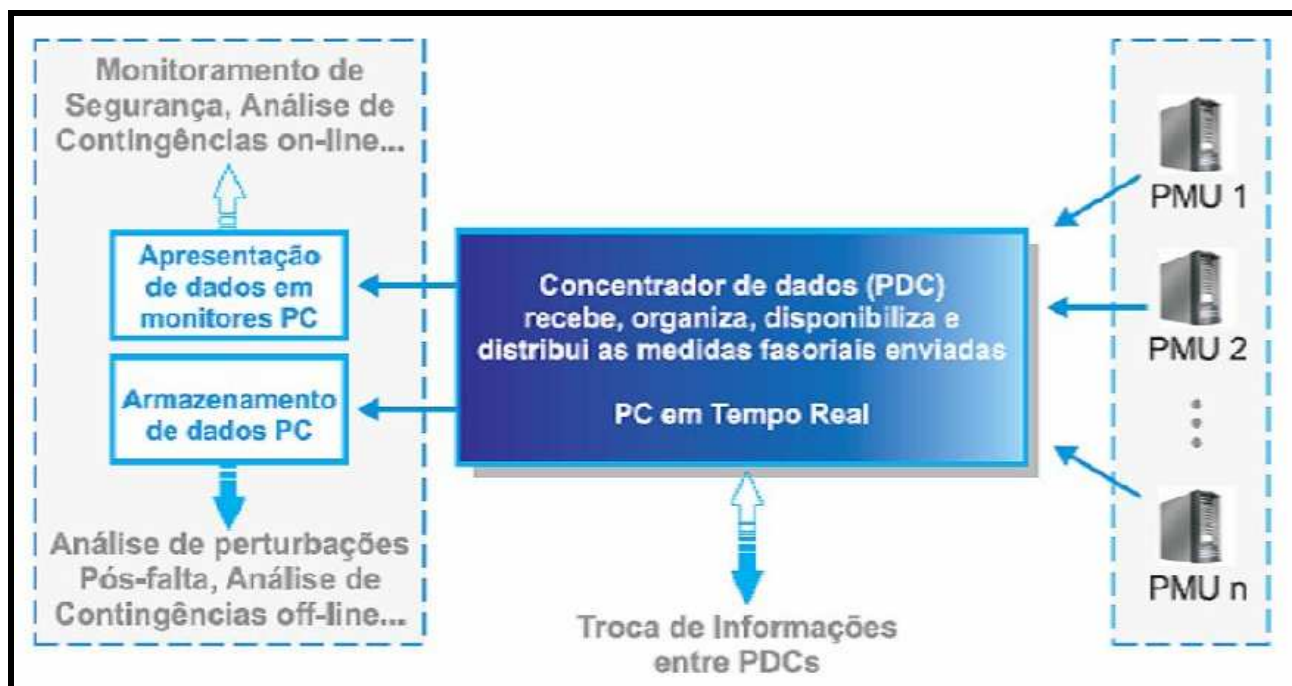 Monitoramento de
Segurança, Análise de
Contingências on-line...
Apresentação
de dados em
monitores PC
Armazenamento
de dados PC
Análise de perturbações
Pós-falta, Análise de
Contingências off-line...
Concentrador de dados (PDC)
recebe, organiza, disponibiliza e
distribui as medidas fasoriais enviadas
PC em Tempo Real
Troca de Informações
entre PDCs
PMU 1
PMU 2
PMU n